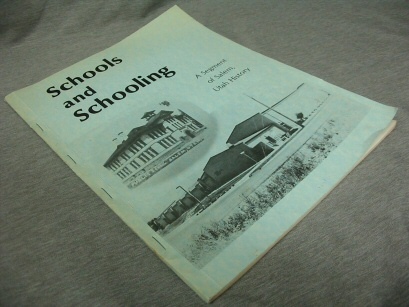 Schools
and
Schooling
A Segment
of Salem,
Utah History